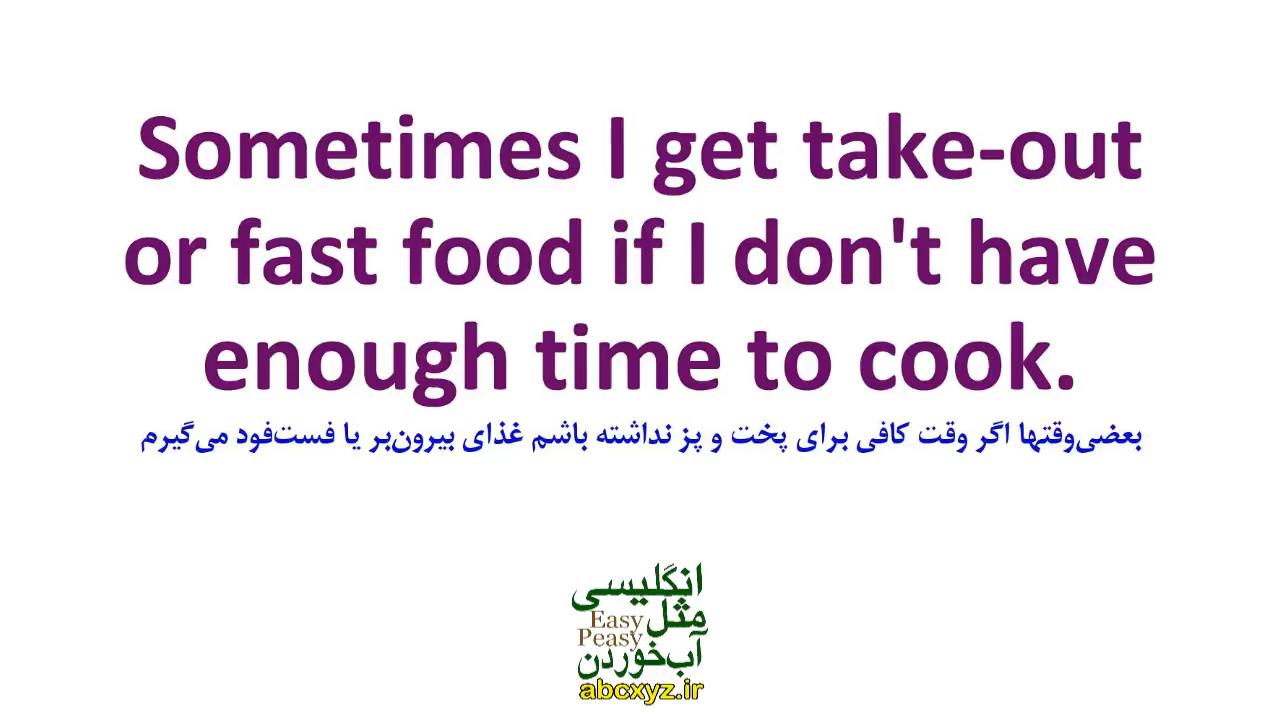 Sometimes I get take-out
or fast food if I don't have
enough time to cook.
بعضی‌وقتها اگر وقت کافی برای پخت و پز نداشته باشم غذای بیرون‌بر یا فست‌فود می‌گیرم
انگلیسی
مثل
Easy
Peasy
آب‌خوردن
abcxyz.ir